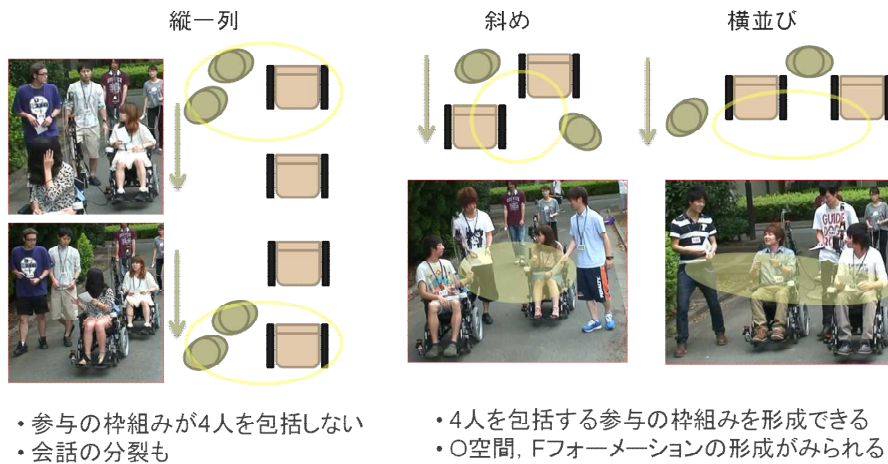 縦一列
斜め
横並び
GUIDE
・参与の枠組みが4人を包括しない
・会話の分裂も
・4人を包括する参与の枠組みを形成できる
・O空間，Fフォーメーションの形成がみられる